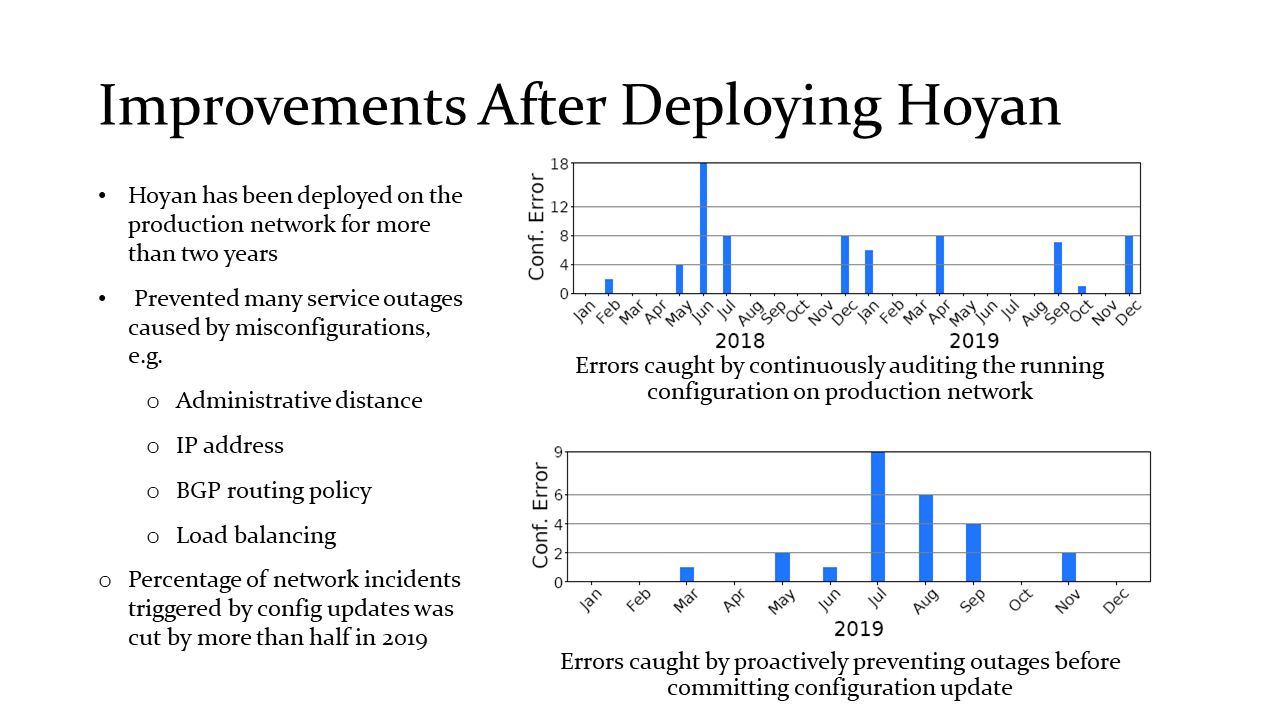 Improvements After Deploying Hoyan
• Hoyan has been deployed on the
production network for more
than two years
• Prevented many service outages
caused by misconfigurations,
e.g.
o Administrative distance
o IP address
o BGP routing policy
o Load balancing
o Percentage of network incidents
triggered by config updates was
cut by more than half in 2019
Conf. Error
18
12
8
4
0
Jan Feb Mar Apr May Jun Jul Aug Sep Oct Nov Dec Jan Feb Mar Apr May Jun Jul Aug Sep Oct Nov Dec
2018 2019
Errors caught by continuously auditing the running
configuration on production network
Conf. Error
9
6
4
2
0
Jan Feb Mar Apr May Jun Jul Aug Sep Oct Nov Dec
2019
Errors caught by proactively preventing outages before
committing configuration update